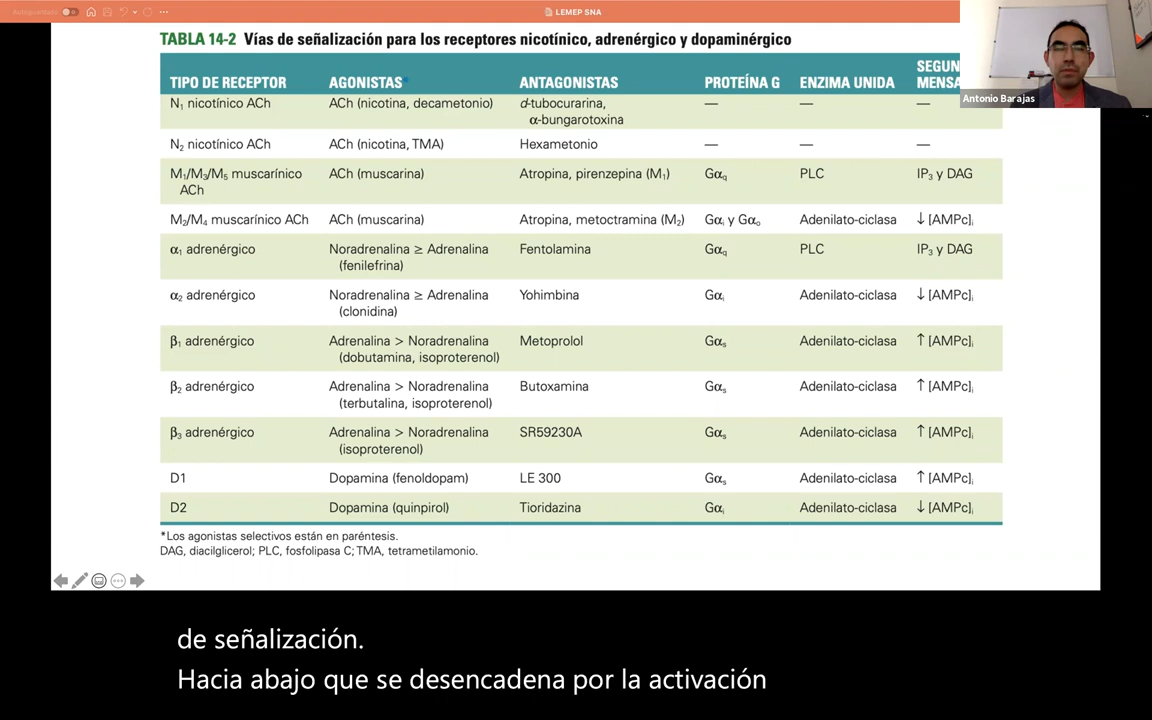 Autoguardado
LEMEP SNA
TABLA 14-2 Vías de señalización para los receptores nicotínico, adrenérgico y dopaminérgico
TIPO DE RECEPTOR AGONISTAS* ANTAGONISTAS PROTEÍNA G ENZIMA UNIDA SEGUN
MENSA
Antonio Barajas
N₁ nicotínico ACh ACh (nicotina, decametonio) d-tubocurarina, — — —
α-bungarotoxina
N₂ nicotínico ACh ACh (nicotina, TMA) Hexametonio — — —
M₁/M₃/M₅ muscarínico ACh (muscarina) Atropina, pirenzepina (M₁) Gα_q PLC IP₃ y DAG
ACh
M₂/M₄ muscarínico ACh ACh (muscarina) Atropina, metoctramina (M₂) Gαᵢ y Gαₒ Adenilato-ciclasa ↓ [AMPc]ᵢ
α₁ adrenérgico Noradrenalina ≥ Adrenalina Fentolamina Gα_q PLC IP₃ y DAG
(fenilefrina)
α₂ adrenérgico Noradrenalina ≥ Adrenalina Yohimbina Gαᵢ Adenilato-ciclasa ↓ [AMPc]ᵢ
(clonidina)
β₁ adrenérgico Adrenalina > Noradrenalina Metoprolol Gαₛ Adenilato-ciclasa ↑ [AMPc]ᵢ
(dobutamina, isoproterenol)
β₂ adrenérgico Adrenalina > Noradrenalina Butoxamina Gαₛ Adenilato-ciclasa ↑ [AMPc]ᵢ
(terbutalina, isoproterenol)
β₃ adrenérgico Adrenalina > Noradrenalina SR59230A Gαₛ Adenilato-ciclasa ↑ [AMPc]ᵢ
(isoproterenol)
D1 Dopamina (fenoldopam) LE 300 Gαₛ Adenilato-ciclasa ↑ [AMPc]ᵢ
D2 Dopamina (quinpirol) Tioridazina Gαᵢ Adenilato-ciclasa ↓ [AMPc]ᵢ
*Los agonistas selectivos están en paréntesis.
DAG, diacilglicerol; PLC, fosfolipasa C; TMA, tetrametilamonio.
de señalización.
Hacia abajo que se desencadena por la activación